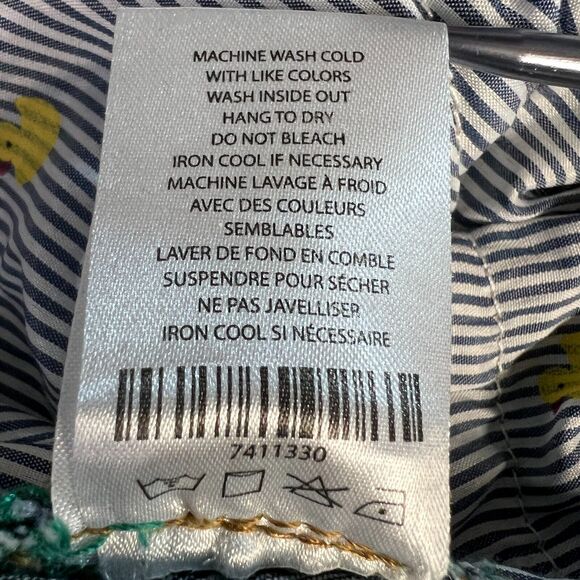 MACHINE WASH COLD
WITH LIKE COLORS
WASH INSIDE OUT
HANG TO DRY
DO NOT BLEACH
IRON COOL IF NECESSARY
MACHINE LAVAGE À FROID
AVEC DES COULEURS
SEMBLABLES
LAVER DE FOND EN COMBLE
SUSPENDRE POUR SÉCHER
NE PAS JAVELLISER
IRON COOL SI NÉCESSAIRE
7411330